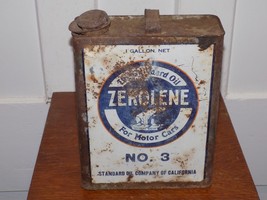 1 GALLON NET
The Standard Oil
ZEROLENE
For Motor Cars
NO. 3
STANDARD OIL COMPANY OF CALIFORNIA